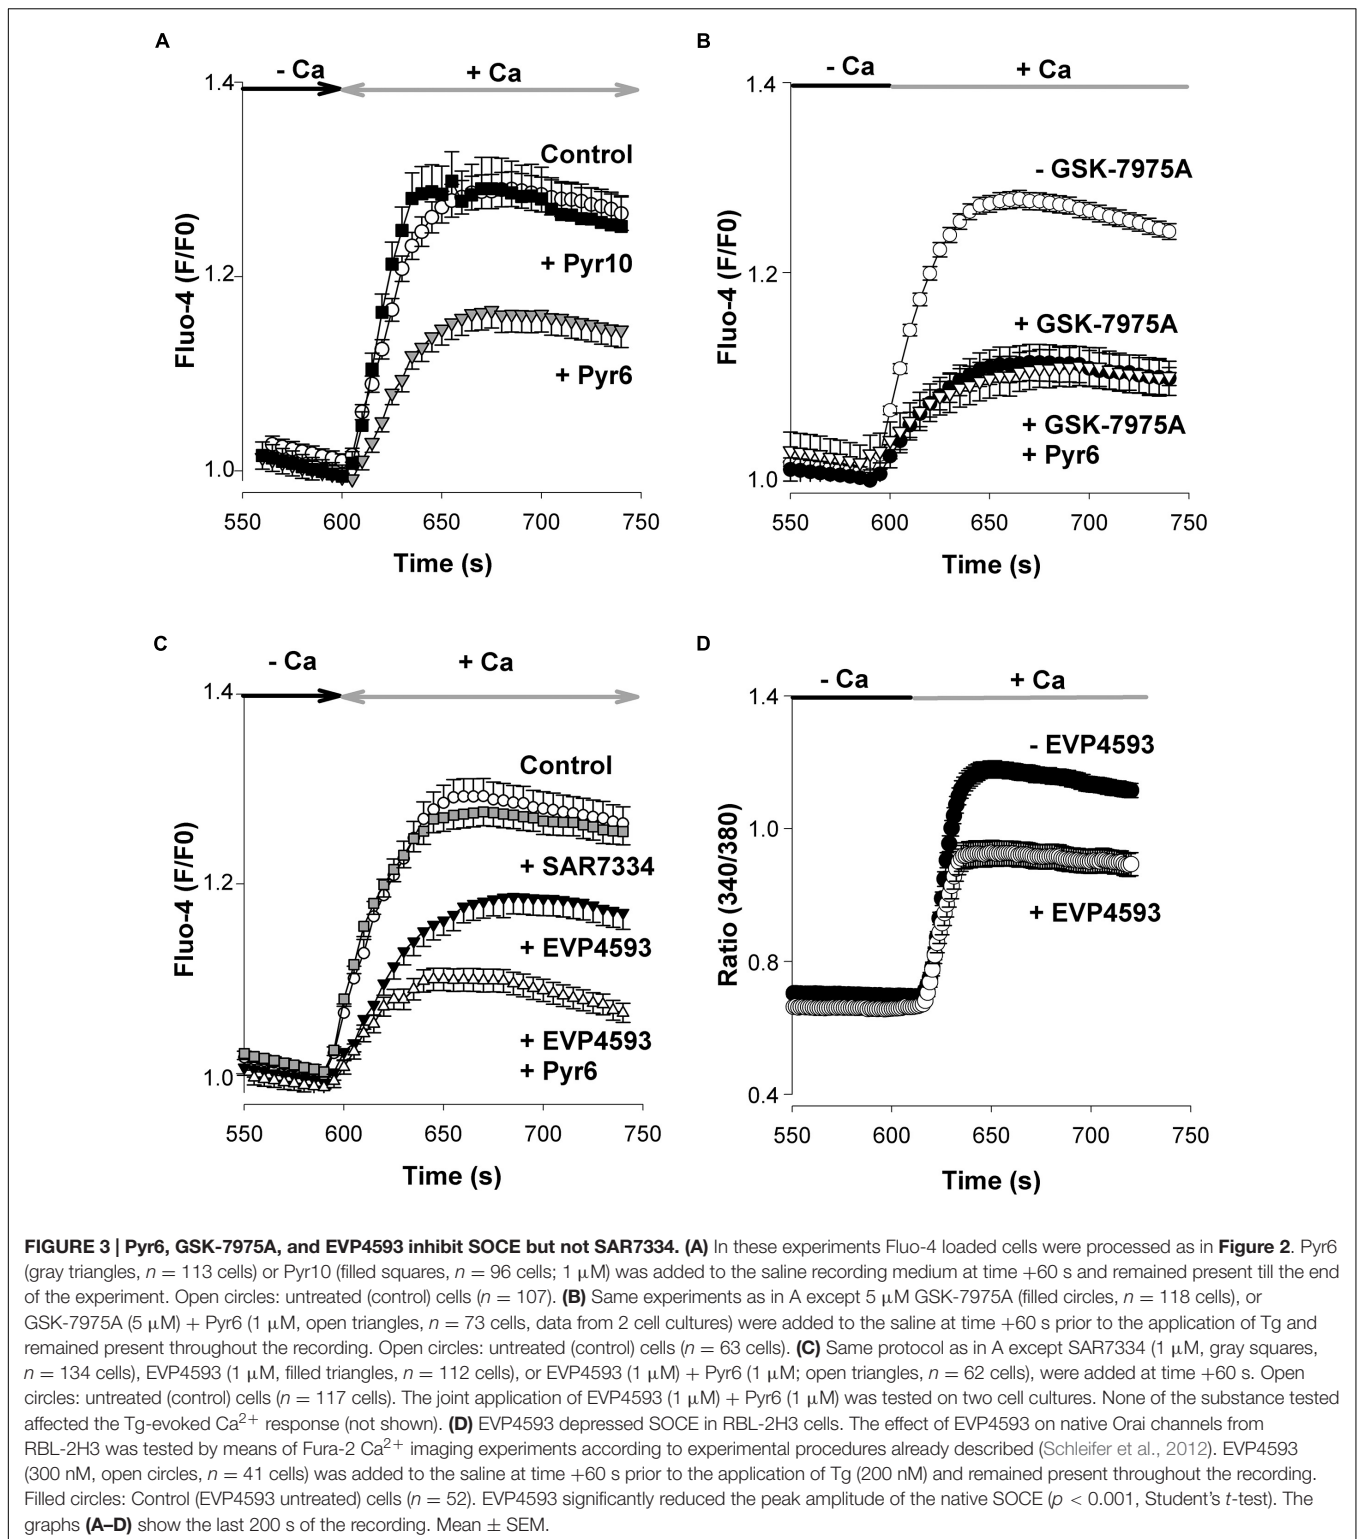 A
- Ca
+ Ca
1.4
Control
+ Pyr10
1.2
+ Pyr6
1.0
Fluo-4 (F/F0)
550 600 650 700 750
Time (s)
B
- Ca
+ Ca
1.4
- GSK-7975A
1.2
+ GSK-7975A
+ GSK-7975A
+ Pyr6
1.0
Fluo-4 (F/F0)
550 600 650 700 750
Time (s)
C
- Ca
+ Ca
1.4
Control
+ SAR7334
1.2
+ EVP4593
+ EVP4593
+ Pyr6
1.0
Fluo-4 (F/F0)
550 600 650 700 750
Time (s)
D
- Ca
+ Ca
1.4
- EVP4593
1.0
+ EVP4593
0.8
0.4
Ratio (340/380)
550 600 650 700 750
Time (s)
FIGURE 3 | Pyr6, GSK-7975A, and EVP4593 inhibit SOCE but not SAR7334. (A) In these experiments Fluo-4 loaded cells were processed as in Figure 2. Pyr6
(gray triangles, n = 113 cells) or Pyr10 (filled squares, n = 96 cells; 1 μM) was added to the saline recording medium at time +60 s and remained present till the end
of the experiment. Open circles: untreated (control) cells (n = 107). (B) Same experiments as in A except 5 μM GSK-7975A (filled circles, n = 118 cells), or
GSK-7975A (5 μM) + Pyr6 (1 μM, open triangles, n = 73 cells, data from 2 cell cultures) were added to the saline at time +60 s prior to the application of Tg and
remained present throughout the recording. Open circles: untreated (control) cells (n = 63 cells). (C) Same protocol as in A except SAR7334 (1 μM, gray squares,
n = 134 cells), EVP4593 (1 μM, filled triangles, n = 112 cells), or EVP4593 (1 μM) + Pyr6 (1 μM; open triangles, n = 62 cells), were added at time +60 s. Open
circles: untreated (control) cells (n = 117 cells). The joint application of EVP4593 (1 μM) + Pyr6 (1 μM) was tested on two cell cultures. None of the substance tested
affected the Tg-evoked Ca²⁺ response (not shown). (D) EVP4593 depressed SOCE in RBL-2H3 cells. The effect of EVP4593 on native Orai channels from
RBL-2H3 was tested by means of Fura-2 Ca²⁺ imaging experiments according to experimental procedures already described (Schleifer et al., 2012). EVP4593
(300 nM, open circles, n = 41 cells) was added to the saline at time +60 s prior to the application of Tg (200 nM) and remained present throughout the recording.
Filled circles: Control (EVP4593 untreated) cells (n = 52). EVP4593 significantly reduced the peak amplitude of the native SOCE (p < 0.001, Student's t-test). The
graphs (A–D) show the last 200 s of the recording. Mean ± SEM.